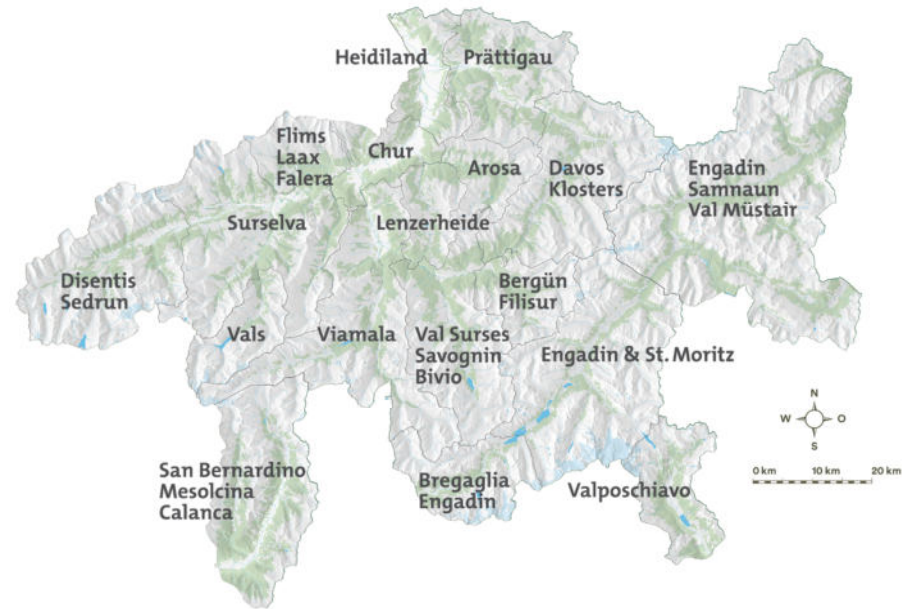 Heidiland
Prättigau
Flims
Laax
Falera
Chur
Arosa
Davos
Klosters
Engadin
Samnaun
Val Müstair
Surselva
Lenzerheide
Disentis
Sedrun
Bergün
Filisur
Vals
Viamala
Val Surses
Savognin
Bivio
Engadin & St. Moritz
N
W
O
S
0 km
10 km
20 km
San Bernardino
Mesolcina
Calanca
Bregaglia
Engadin
Valposchiavo